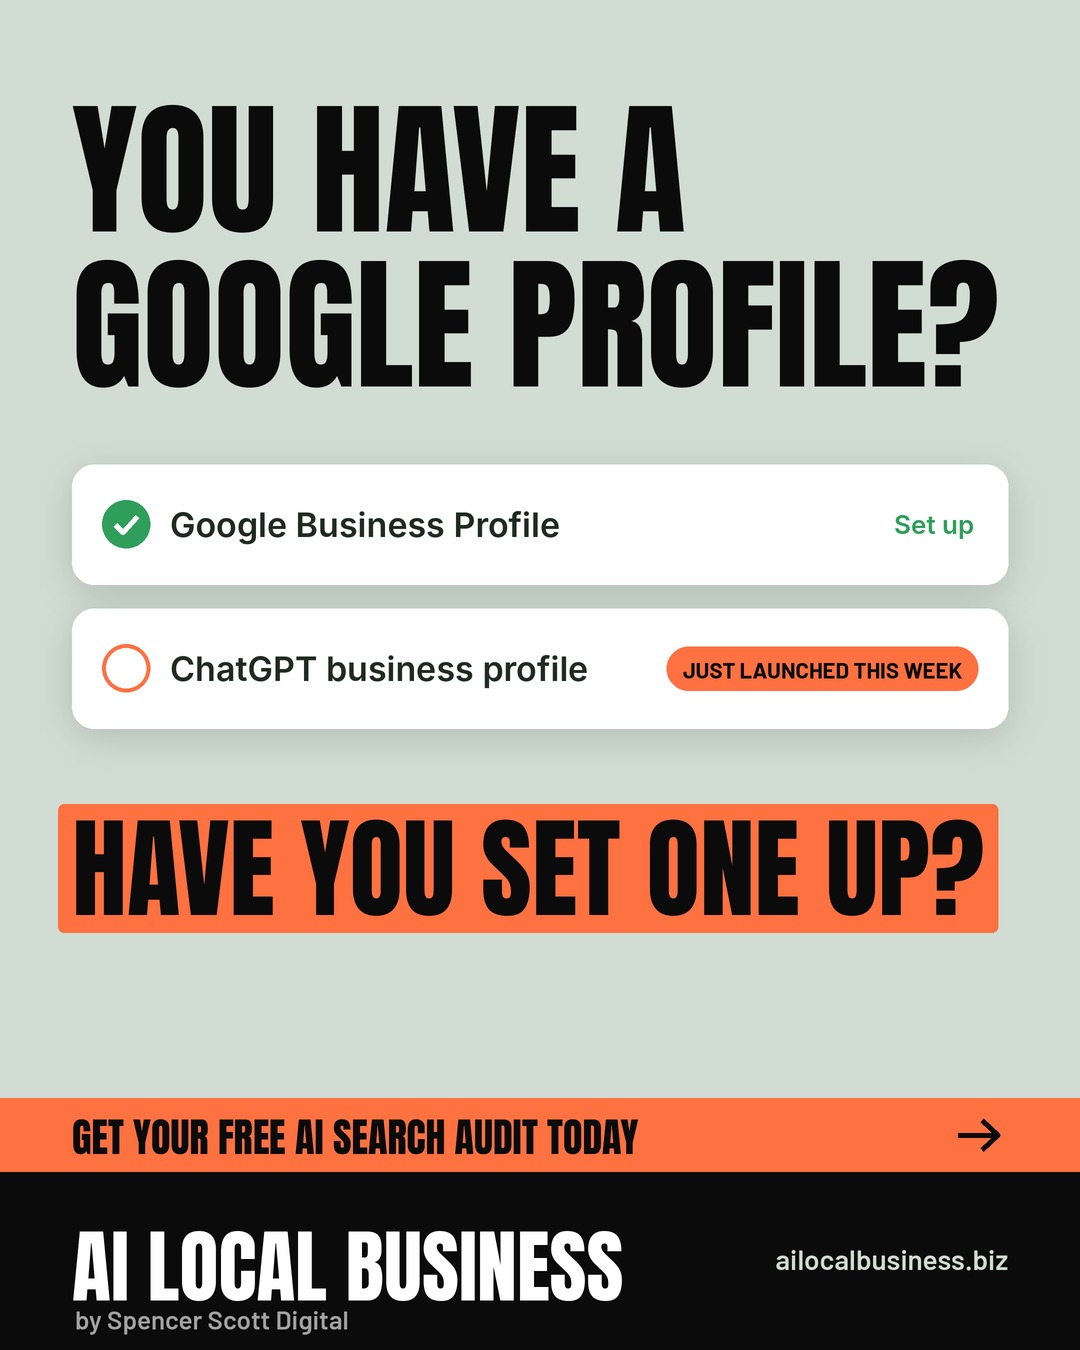 YOU HAVE A
GOOGLE PROFILE?
Google Business Profile Set up
ChatGPT business profile JUST LAUNCHED THIS WEEK
HAVE YOU SET ONE UP?
GET YOUR FREE AI SEARCH AUDIT TODAY
AI LOCAL BUSINESS
ailocalbusiness.biz
by Spencer Scott Digital